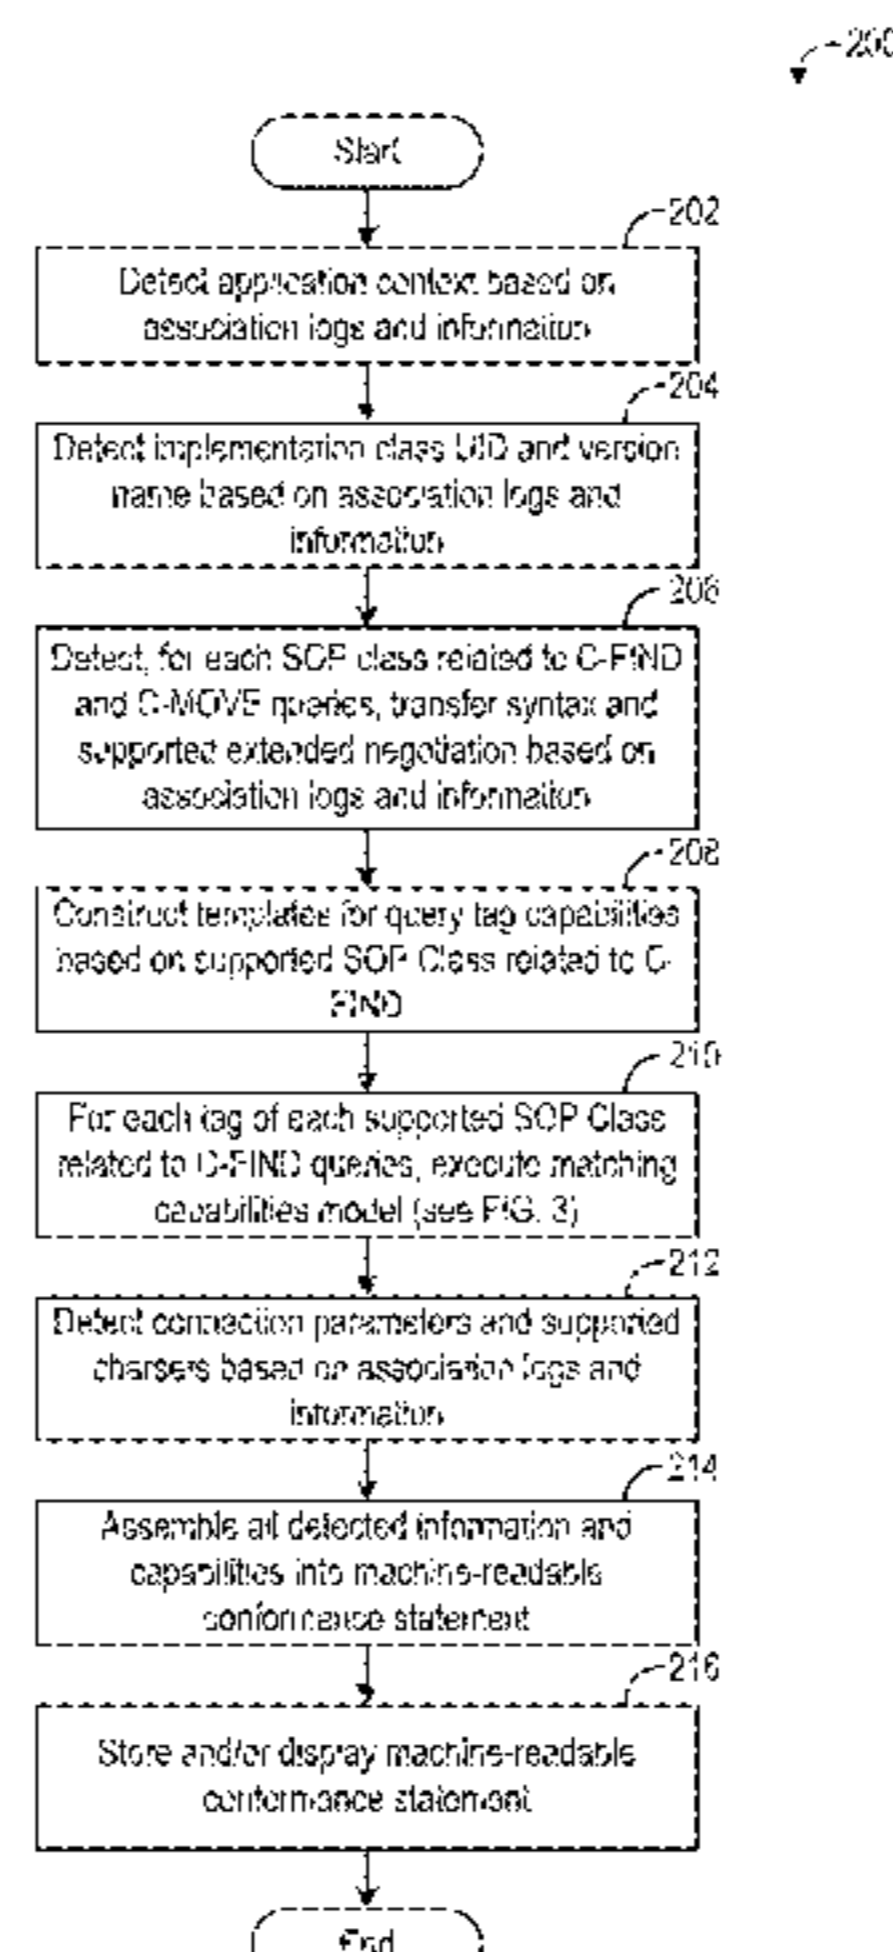 200
Start
202
Detect application context based on
association logs and information
204
Detect implementation class UID and version
name based on association logs and
information
206
Detect, for each SOP class related to C-FIND
and C-MOVE queries, transfer syntax and
supported extended negotiation based on
association logs and information
208
Construct templates for query tag capabilities
based on supported SOP Class related to C-
FIND
210
For each tag of each supported SOP Class
related to C-FIND queries, execute matching
capabilities model (see FIG. 3)
212
Detect connection parameters and supported
charsets based on association logs and
information
214
Assemble all detected information and
capabilities into machine-readable
conformance statement
216
Store and/or display machine-readable
conformance statement
End